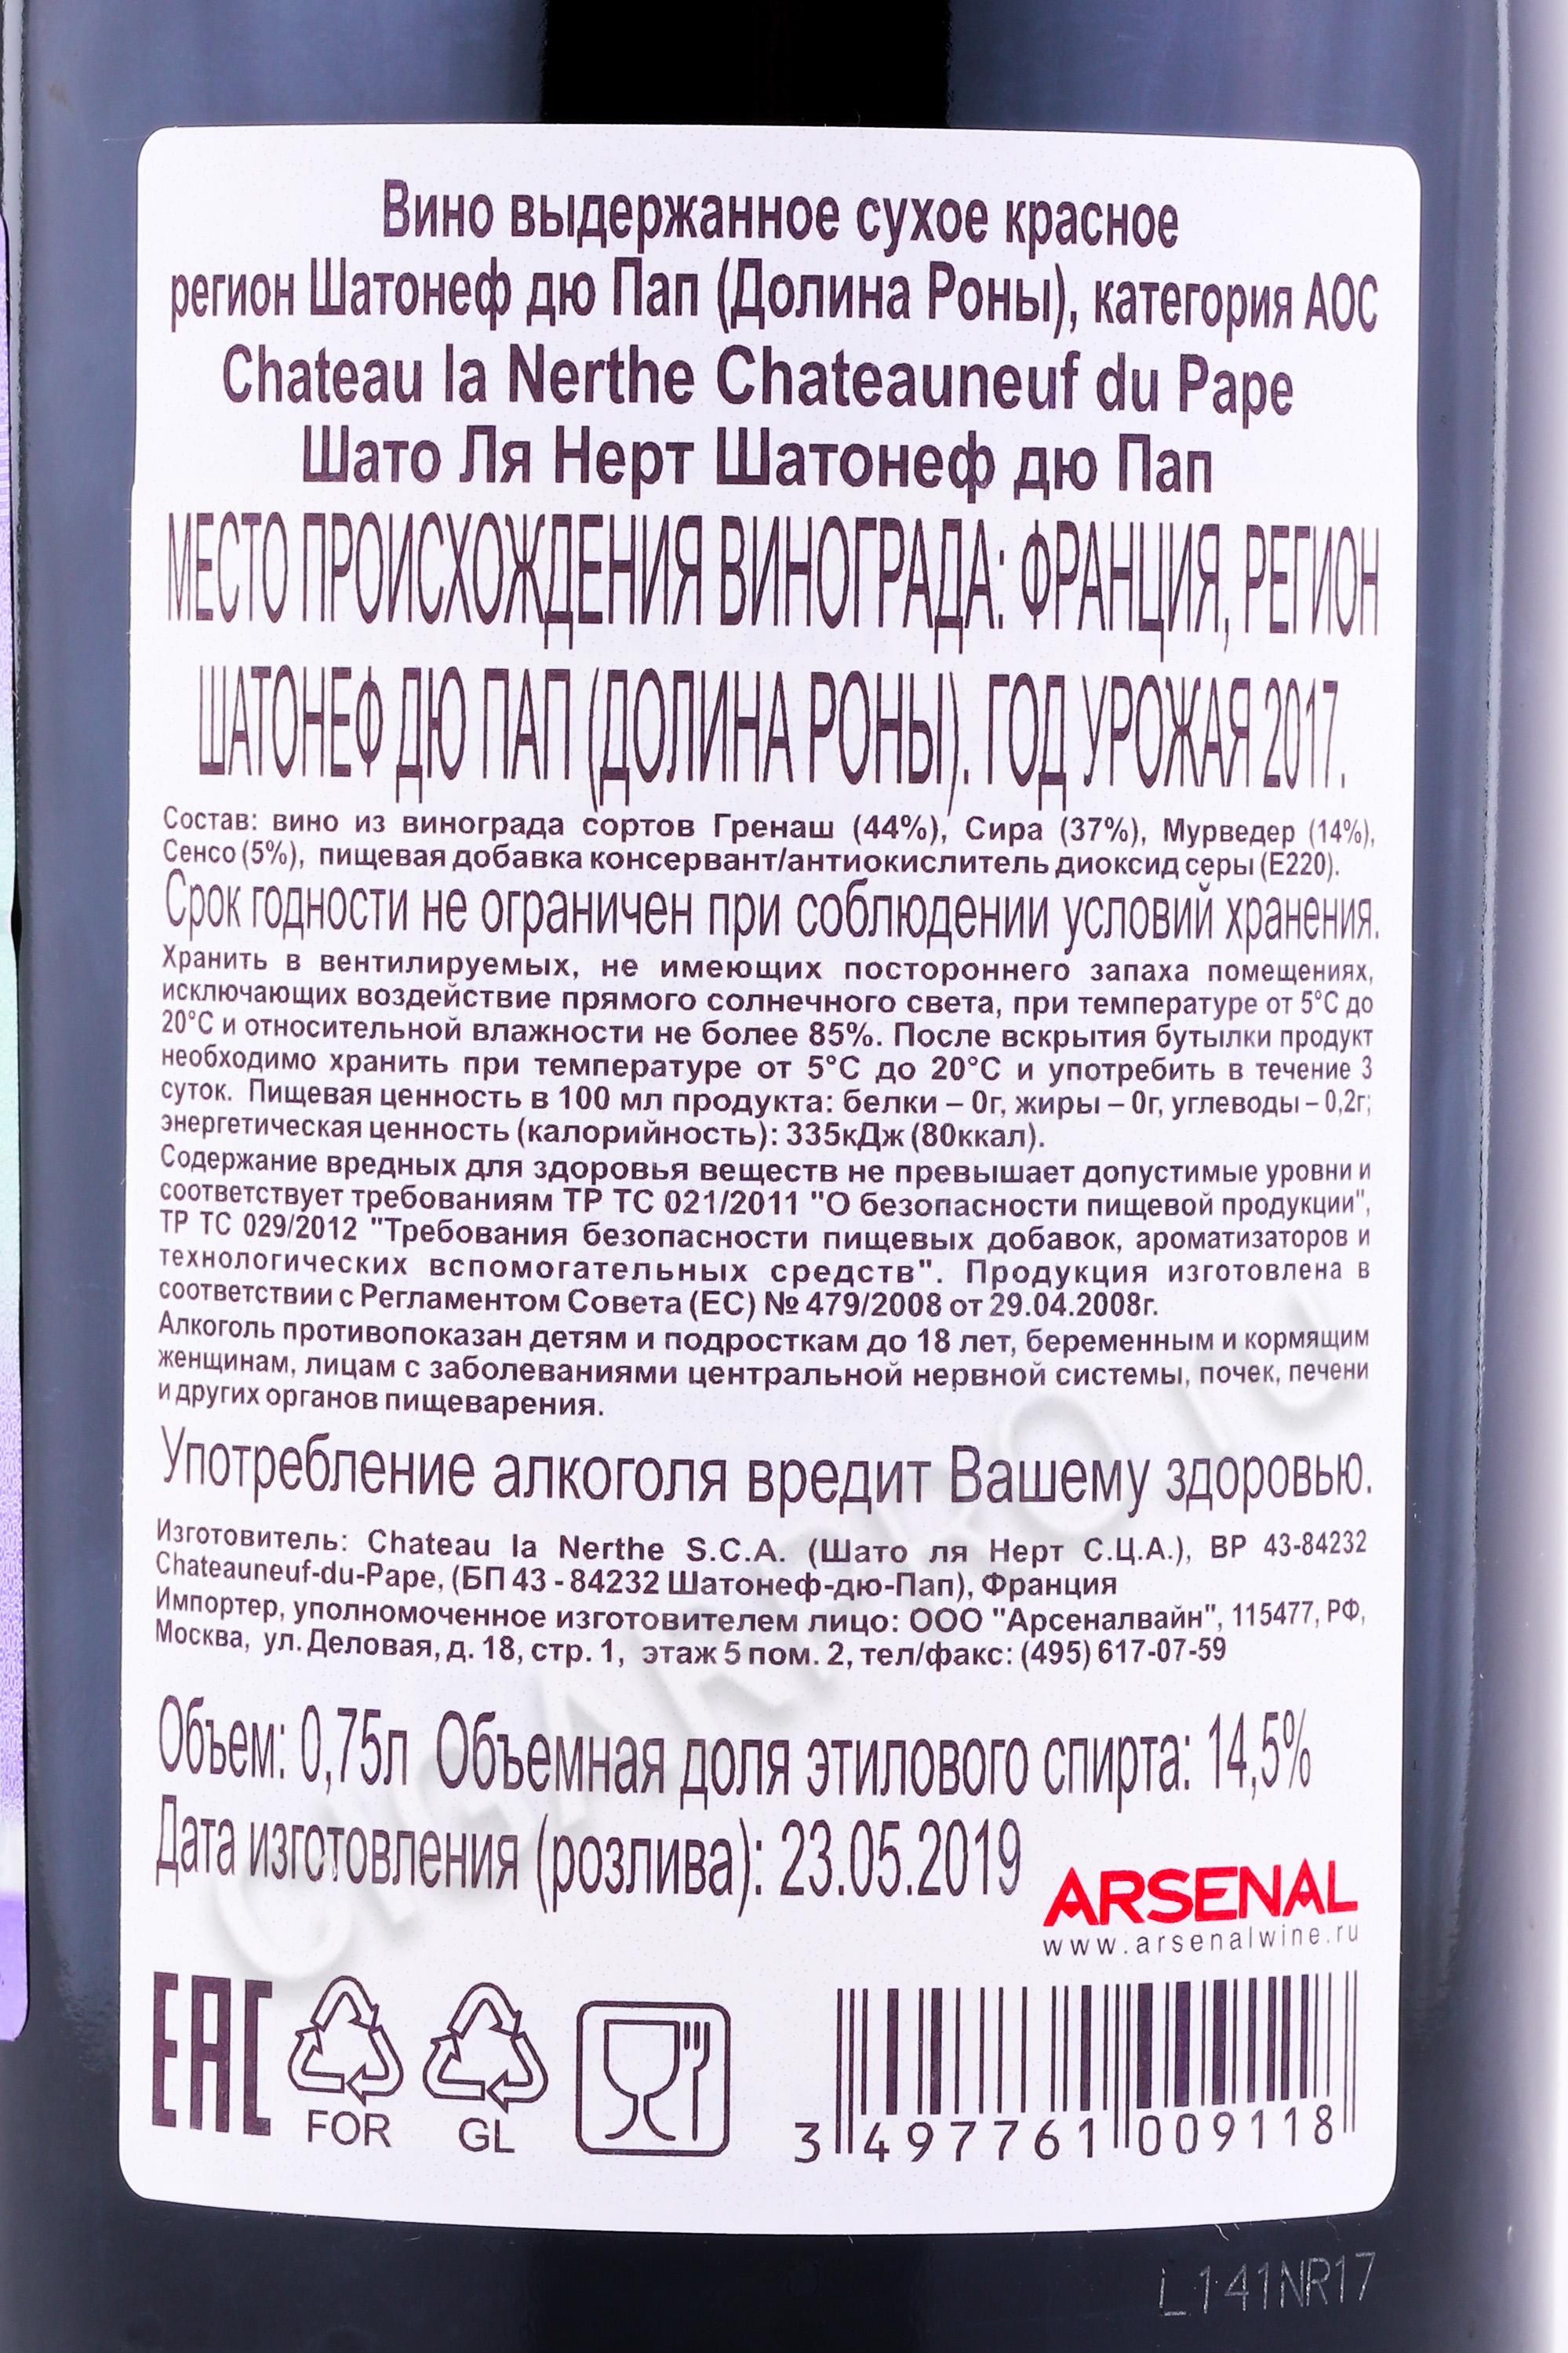 Вино выдержанное сухое красное
регион Шатонеф дю Пап (Долина Роны), категория АОС
Chateau la Nerthe Chateauneuf du Pape
Шато Ля Нерт Шатонеф дю Пап
МЕСТО ПРОИСХОЖДЕНИЯ ВИНОГРАДА: ФРАНЦИЯ, РЕГИОН
ШАТОНЕФ ДЮ ПАП (ДОЛИНА РОНЫ). ГОД УРОЖАЯ 2017.
Состав: вино из винограда сортов Гренаш (44%), Сира (37%), Мурведер (14%),
Сенсо (5%), пищевая добавка консервант/антиокислитель диоксид серы (Е220).
Срок годности не ограничен при соблюдении условий хранения.
Хранить в вентилируемых, не имеющих постороннего запаха помещениях,
исключающих воздействие прямого солнечного света, при температуре от 5°С до
20°С и относительной влажности не более 85%. После вскрытия бутылки продукт
необходимо хранить при температуре от 5°С до 20°С и употребить в течение 3
суток. Пищевая ценность в 100 мл продукта: белки – 0г, жиры – 0г, углеводы – 0,2г;
энергетическая ценность (калорийность): 335кДж (80ккал).
Содержание вредных для здоровья веществ не превышает допустимые уровни и
соответствует требованиям ТР ТС 021/2011 "О безопасности пищевой продукции",
ТР ТС 029/2012 "Требования безопасности пищевых добавок, ароматизаторов и
технологических вспомогательных средств". Продукция изготовлена в
соответствии с Регламентом Совета (ЕС) № 479/2008 от 29.04.2008г.
Алкоголь противопоказан детям и подросткам до 18 лет, беременным и кормящим
женщинам, лицам с заболеваниями центральной нервной системы, почек, печени
и других органов пищеварения.
Употребление алкоголя вредит Вашему здоровью.
Изготовитель: Chateau la Nerthe S.C.A. (Шато ля Нерт С.Ц.А.), BP 43-84232
Chateauneuf-du-Pape, (БП 43 - 84232 Шатонеф-дю-Пап), Франция
Импортер, уполномоченное изготовителем лицо: ООО "Арсеналвайн", 115477, РФ,
Москва, ул. Деловая, д. 18, стр. 1, этаж 5 пом. 2, тел/факс: (495) 617-07-59
Объем: 0,75л Объемная доля этилового спирта: 14,5%
Дата изготовления (розлива): 23.05.2019
ARSENAL
www.arsenalwine.ru
EAC
FOR
GL
3 497761 009118
L141NR17
CIGARPRO.ru